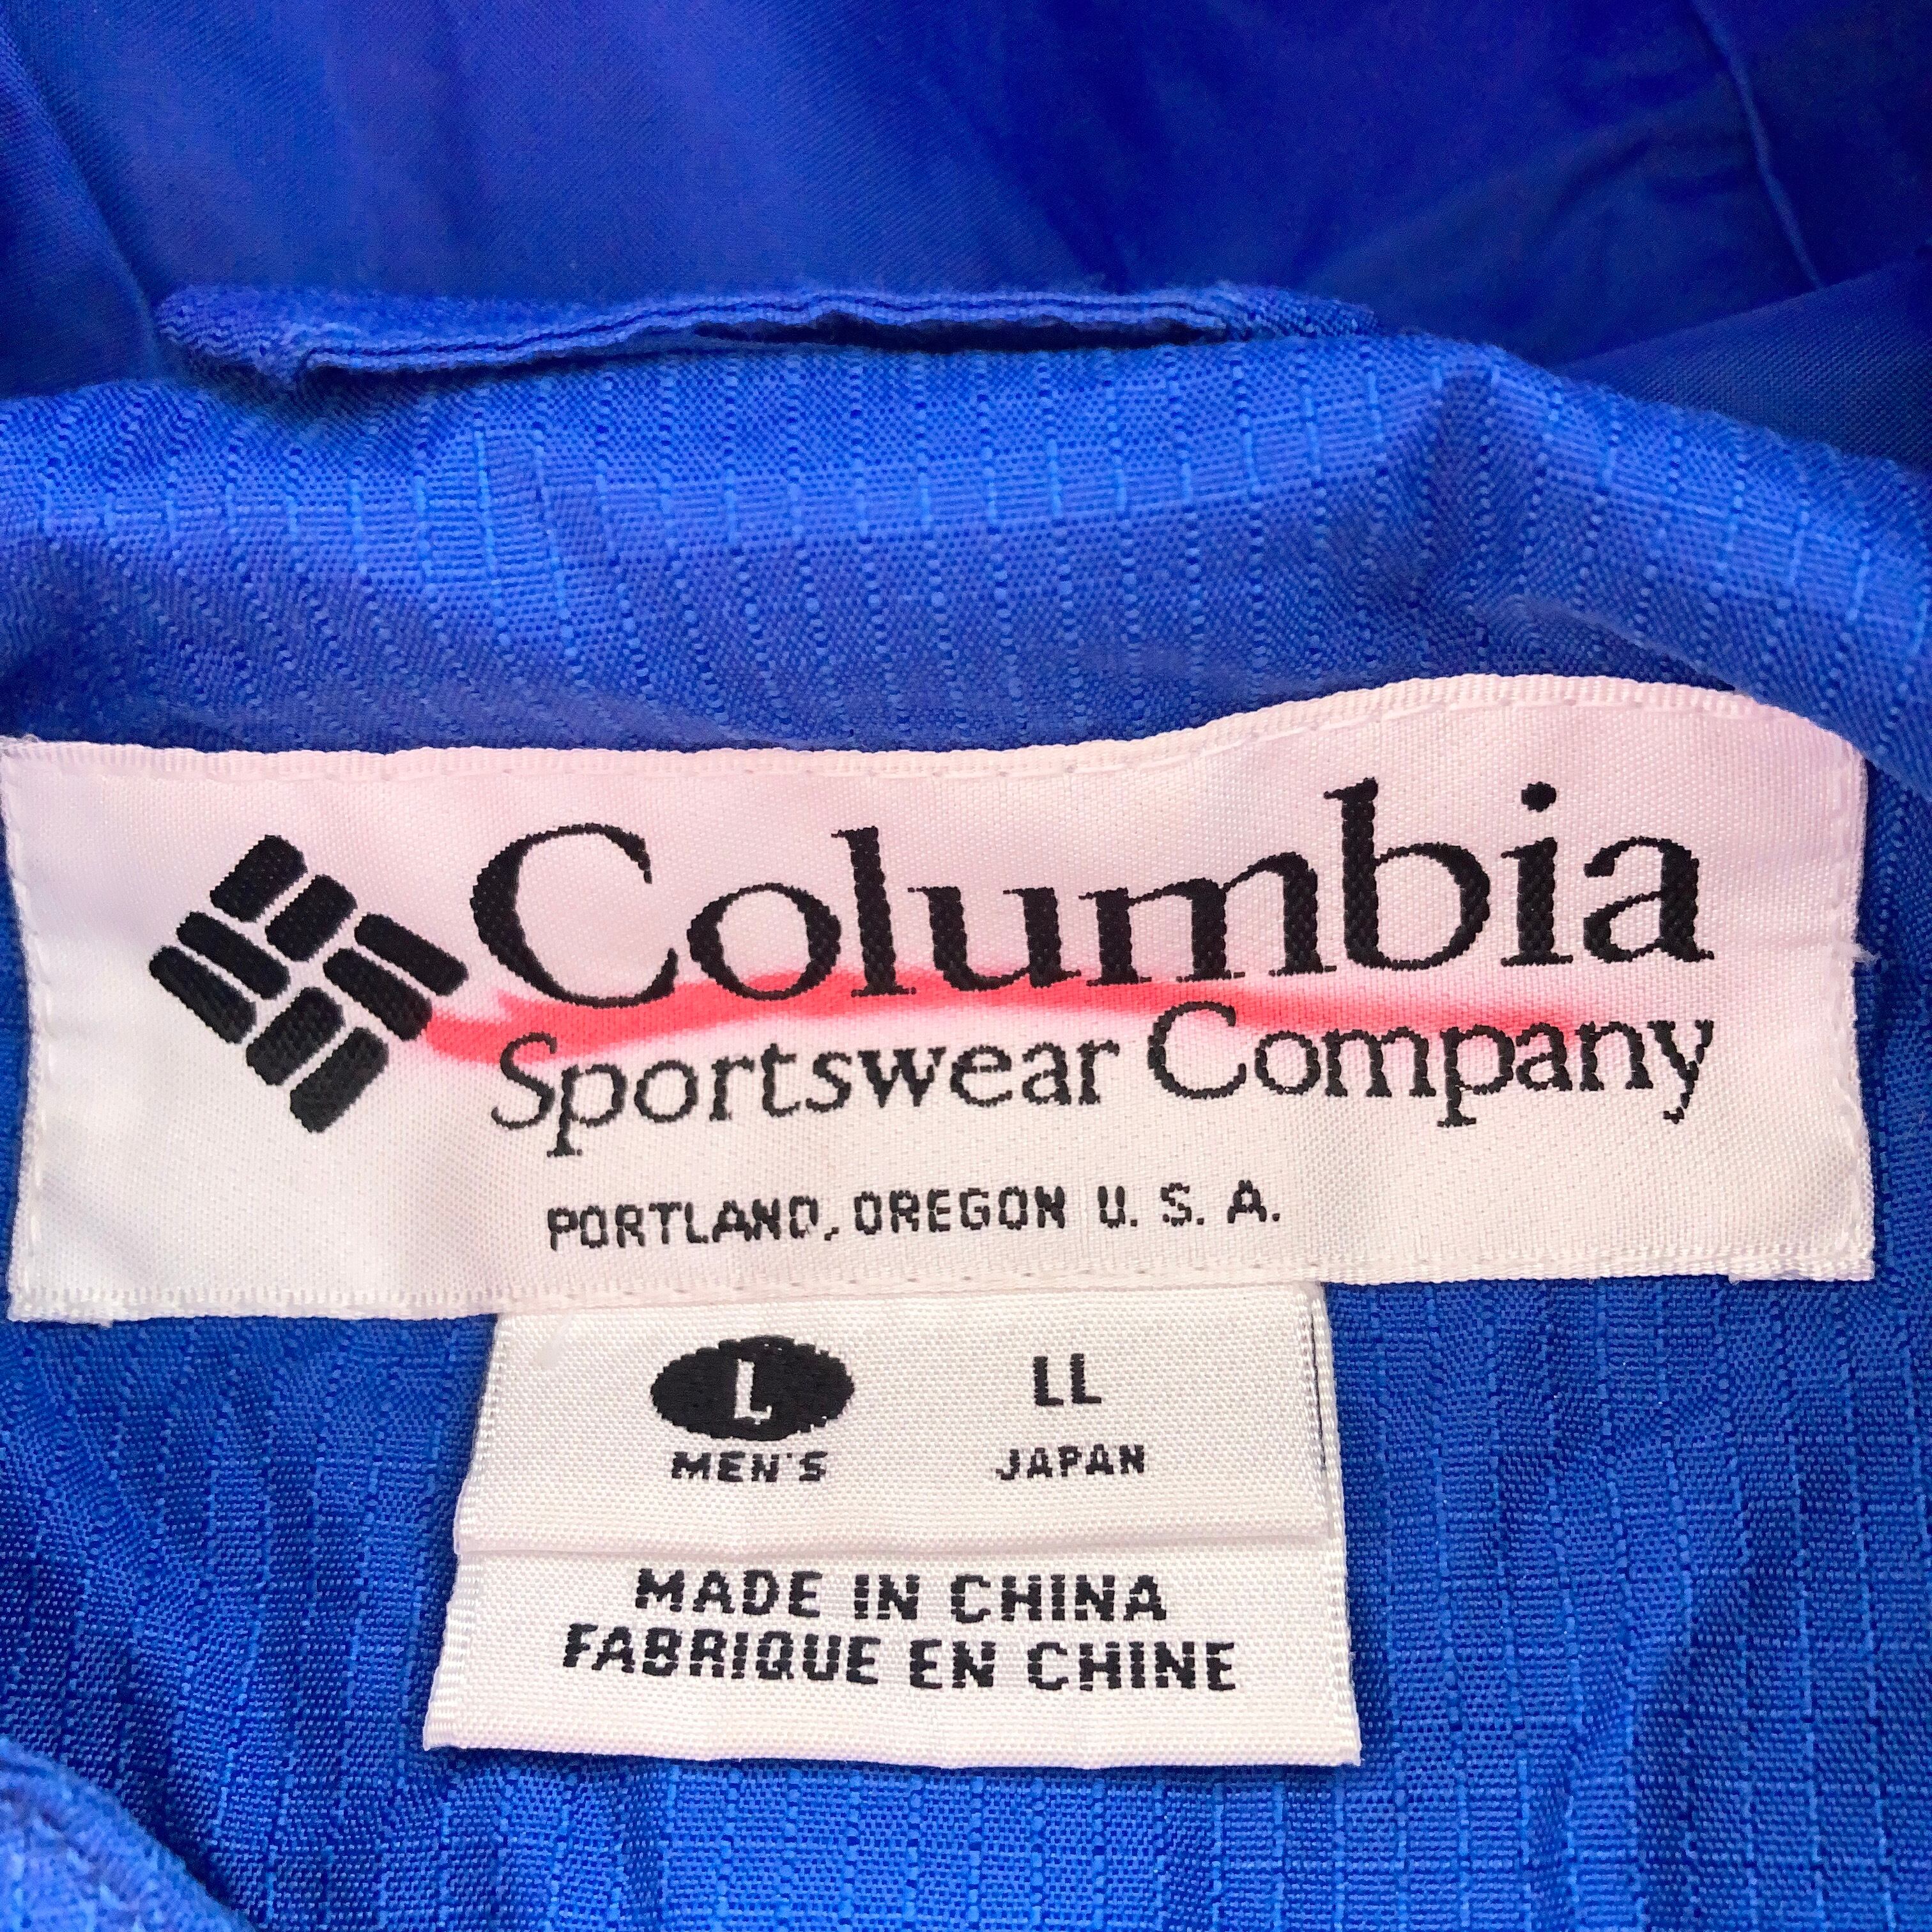 Columbia
Sportswear Company
PORTLAND, OREGON U. S. A.
L LL
MEN'S JAPAN
MADE IN CHINA
FABRIQUE EN CHINE